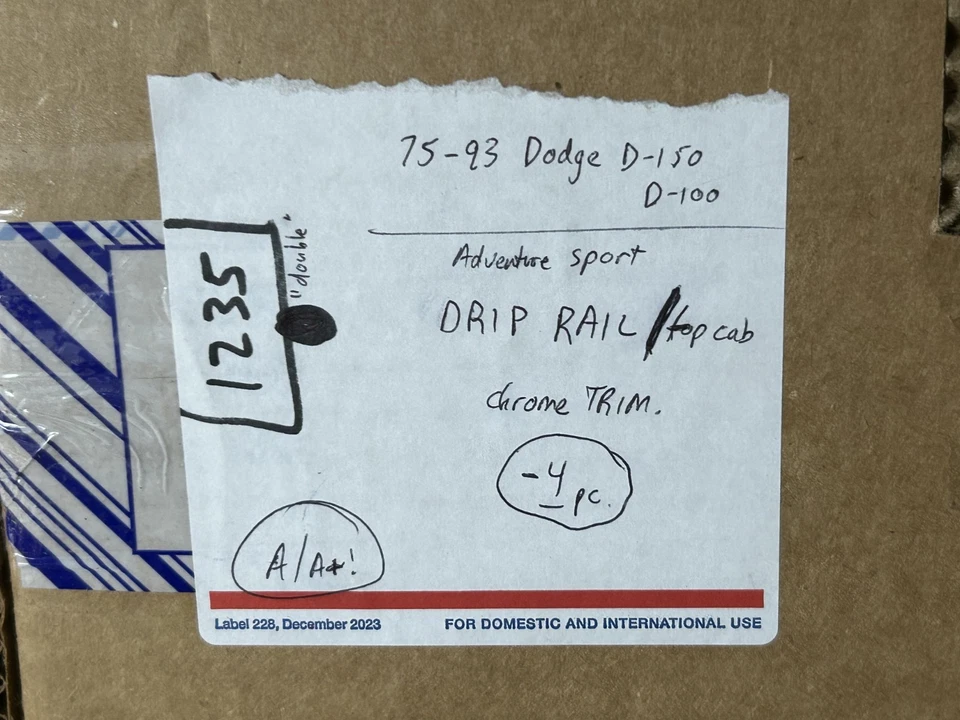 75-93 Dodge D-150
D-100
Adventure sport
DRIP RAIL /top cab
chrome TRIM.
-4 pc.
1235
"double"
A/A+!
Label 228, December 2023
FOR DOMESTIC AND INTERNATIONAL USE